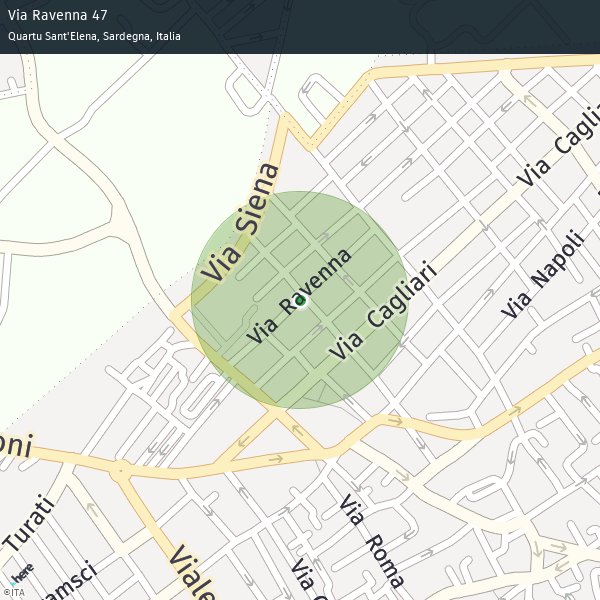 Via Ravenna 47
Quartu Sant'Elena, Sardegna, Italia
Via Cagli
Via Siena
Via Napoli
Via Ravenna
Via Cagliari
oni
Turati
Via Roma
Viale
amsci
Via
here
©ITA